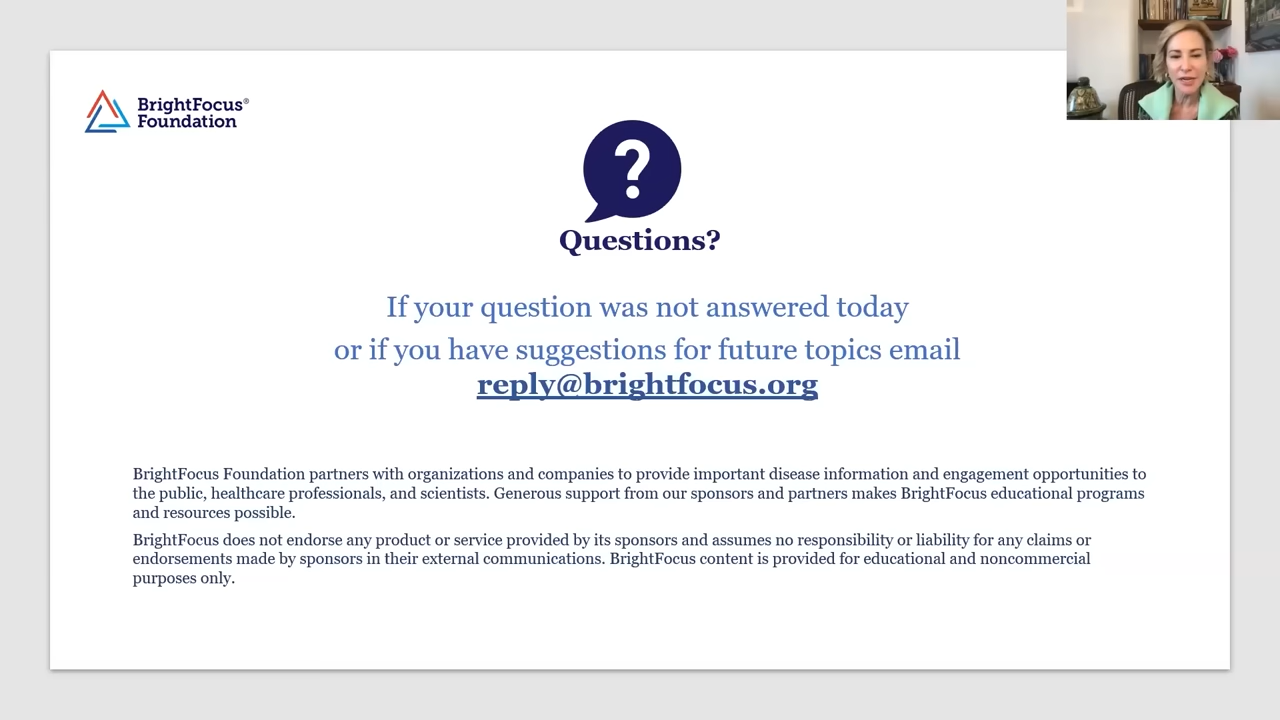 BrightFocus®
Foundation
?
Questions?
If your question was not answered today
or if you have suggestions for future topics email
reply@brightfocus.org
BrightFocus Foundation partners with organizations and companies to provide important disease information and engagement opportunities to
the public, healthcare professionals, and scientists. Generous support from our sponsors and partners makes BrightFocus educational programs
and resources possible.
BrightFocus does not endorse any product or service provided by its sponsors and assumes no responsibility or liability for any claims or
endorsements made by sponsors in their external communications. BrightFocus content is provided for educational and noncommercial
purposes only.